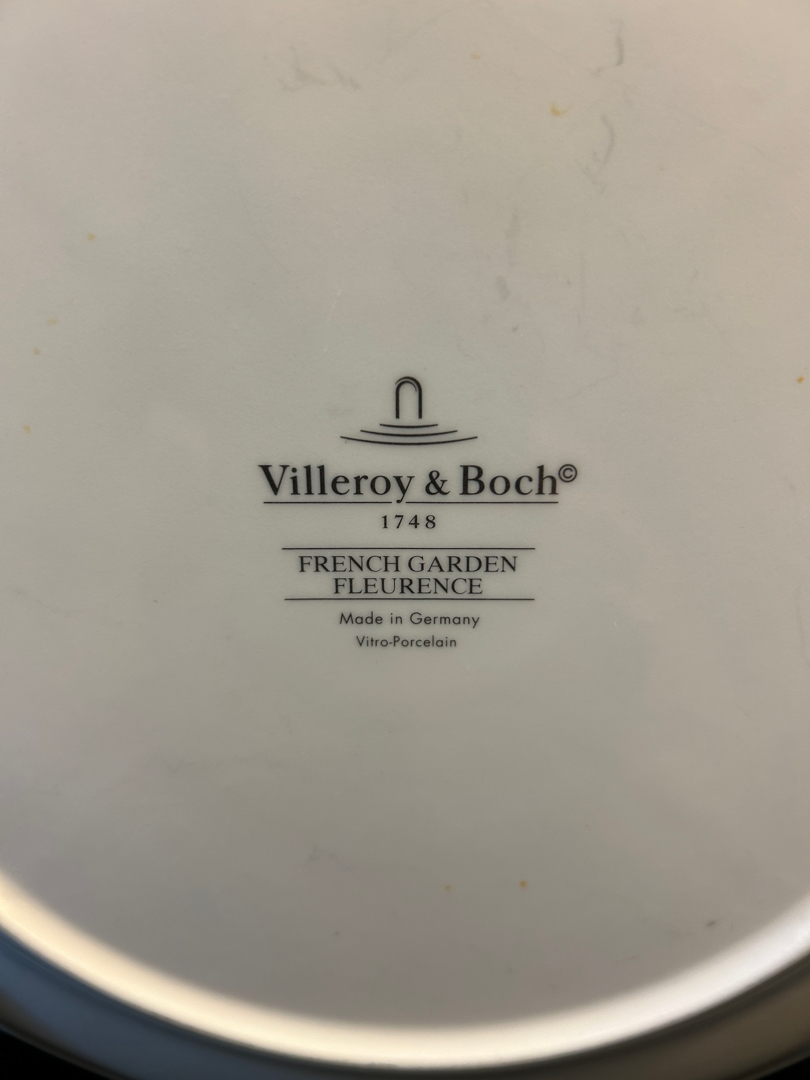 Villeroy & Boch©
1748
FRENCH GARDEN
FLEURENCE
Made in Germany
Vitro-Porcelain